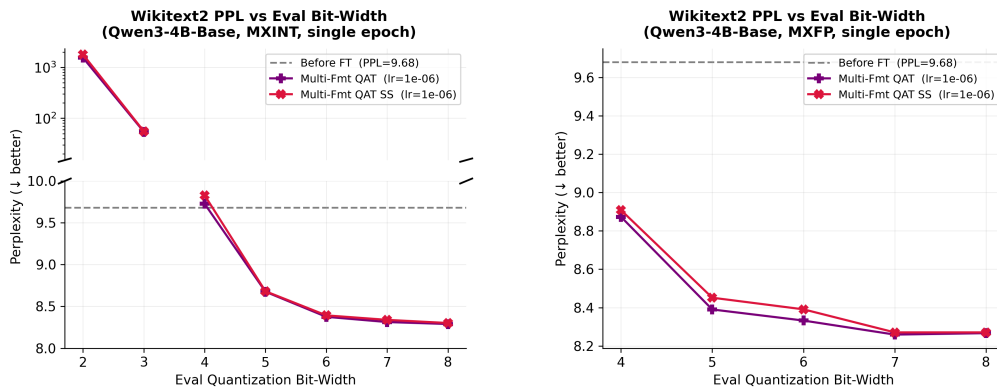 Wikitext2 PPL vs Eval Bit-Width
(Qwen3-4B-Base, MXINT, single epoch)
Before FT  (PPL=9.68)
Multi-Fmt QAT  (lr=1e-06)
Multi-Fmt QAT SS  (lr=1e-06)
10³
10²
10.0
9.5
9.0
8.5
8.0
Perplexity (↓ better)
2 3 4 5 6 7 8
Eval Quantization Bit-Width
Wikitext2 PPL vs Eval Bit-Width
(Qwen3-4B-Base, MXFP, single epoch)
Before FT  (PPL=9.68)
Multi-Fmt QAT  (lr=1e-06)
Multi-Fmt QAT SS  (lr=1e-06)
9.6
9.4
9.2
9.0
8.8
8.6
8.4
8.2
Perplexity (↓ better)
4 5 6 7 8
Eval Quantization Bit-Width